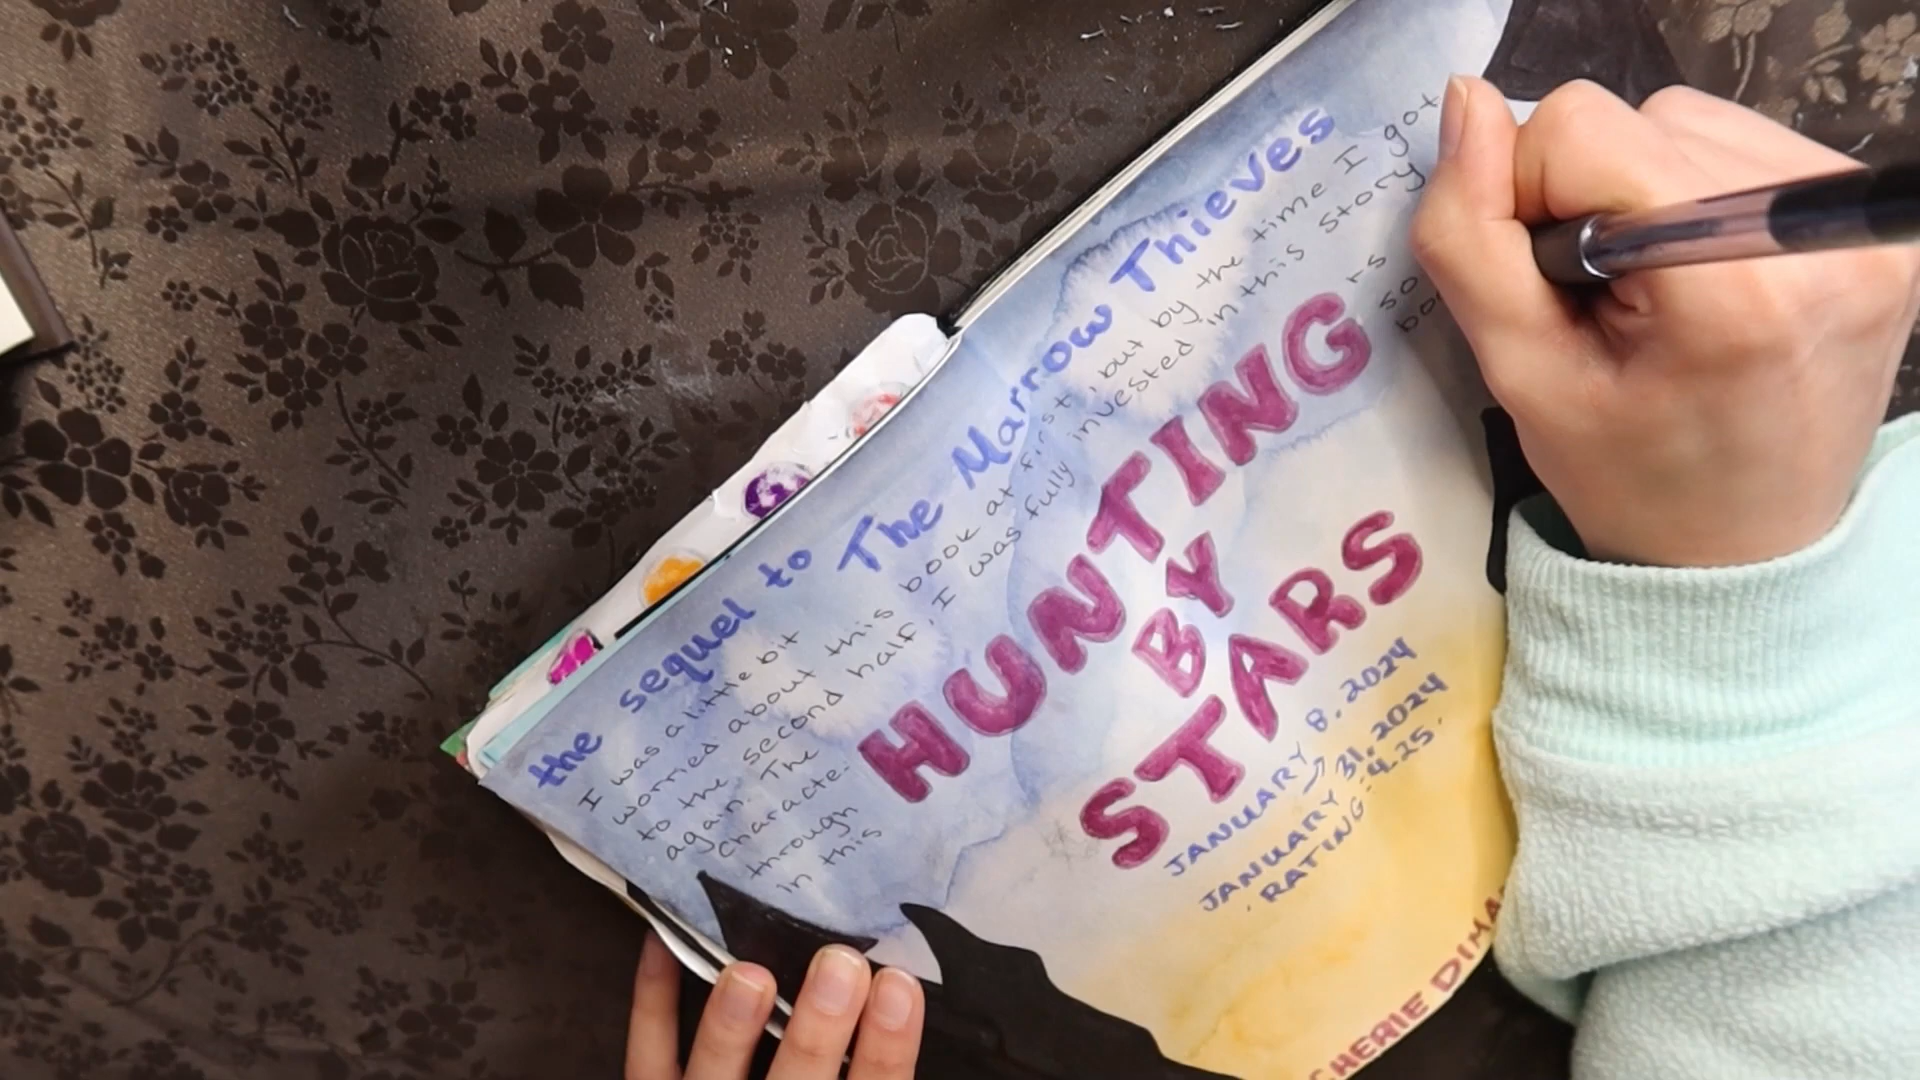 the sequel to The Marrow Thieves
I was a little bit
worried about this book at first, but by the time I got
to the second half, I was fully invested in this story
again. The
characte-
through
in this
rs
so
HUNTING
BY
STARS
JANUARY 8, 2024
→
JANUARY 31, 2024
· RATING: 4.25 ·
CHERIE